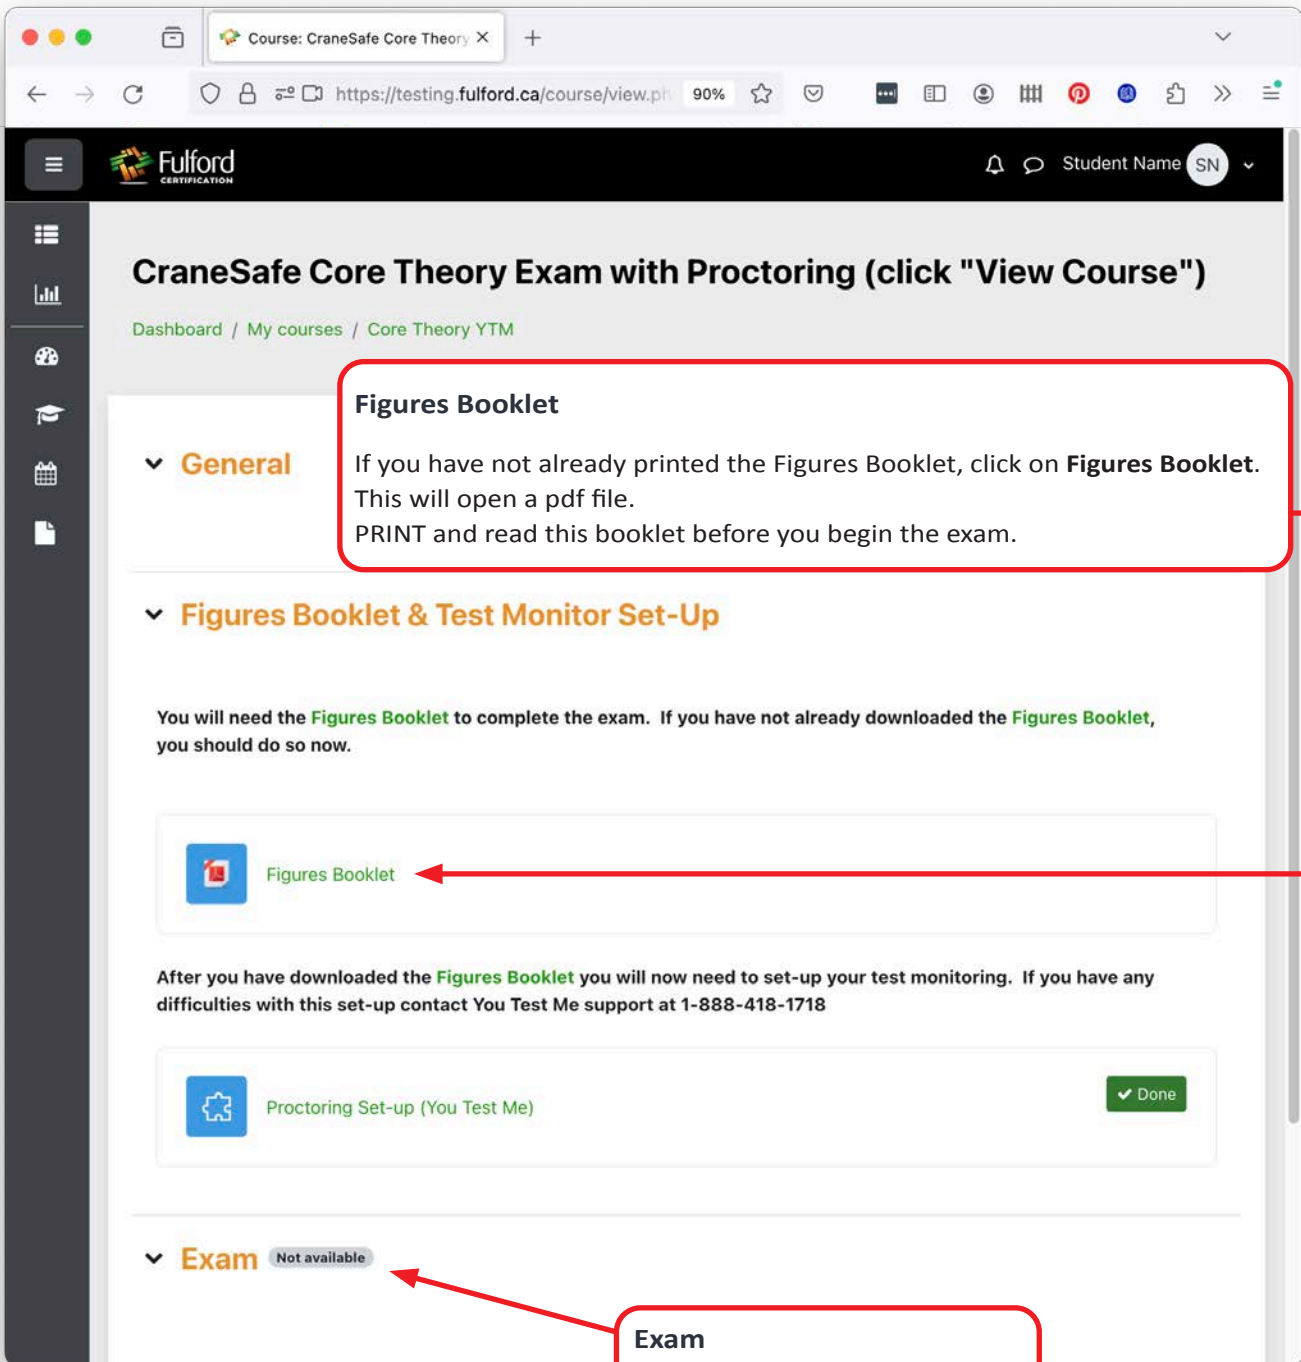 Course: CraneSafe Core Theory
https://testing.fulford.ca/course/view.ph 90%
Fulford
CERTIFICATION
Student Name SN
CraneSafe Core Theory Exam with Proctoring (click "View Course")
Dashboard / My courses / Core Theory YTM
Figures Booklet
If you have not already printed the Figures Booklet, click on Figures Booklet.
This will open a pdf file.
PRINT and read this booklet before you begin the exam.
General
Figures Booklet & Test Monitor Set-Up
You will need the Figures Booklet to complete the exam. If you have not already downloaded the Figures Booklet,
you should do so now.
Figures Booklet
After you have downloaded the Figures Booklet you will now need to set-up your test monitoring. If you have any
difficulties with this set-up contact You Test Me support at 1-888-418-1718
Proctoring Set-up (You Test Me)
Done
Exam Not available
Exam